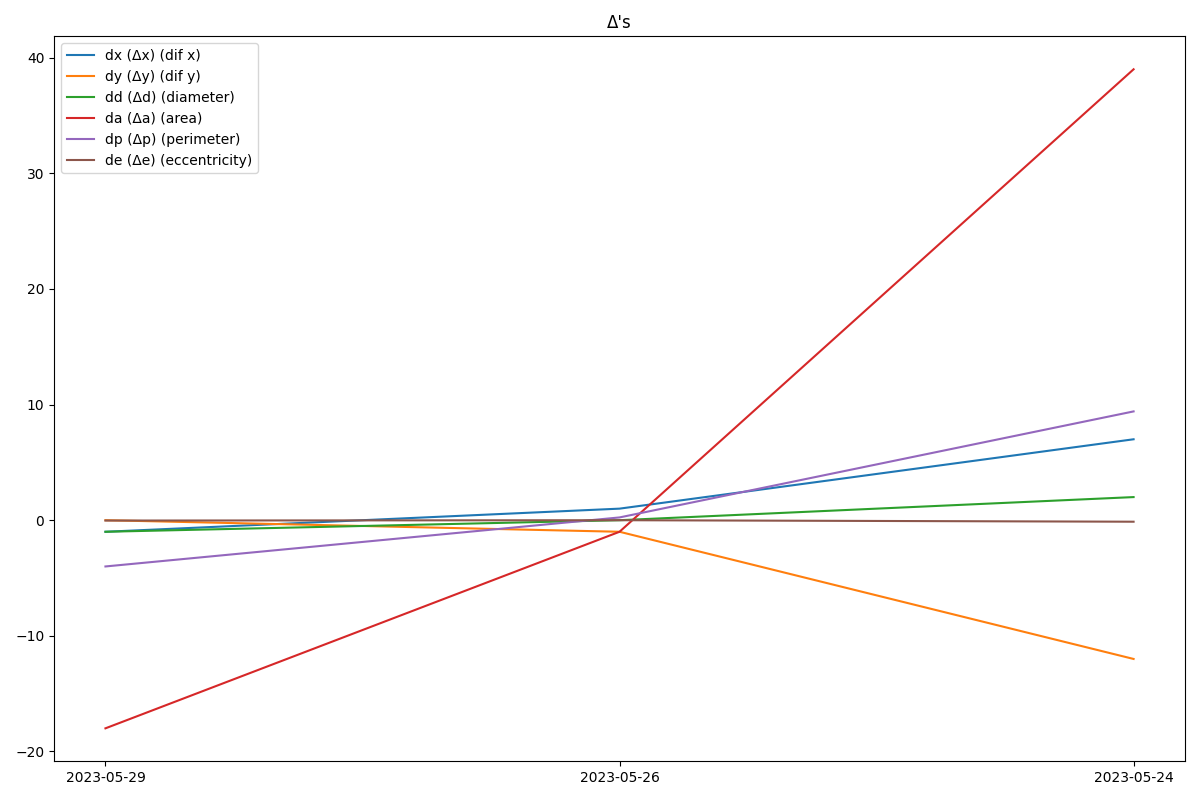 Δ's
dx (Δx) (dif x)
dy (Δy) (dif y)
dd (Δd) (diameter)
da (Δa) (area)
dp (Δp) (perimeter)
de (Δe) (eccentricity)
40
30
20
10
0
−10
−20
2023-05-29
2023-05-26
2023-05-24